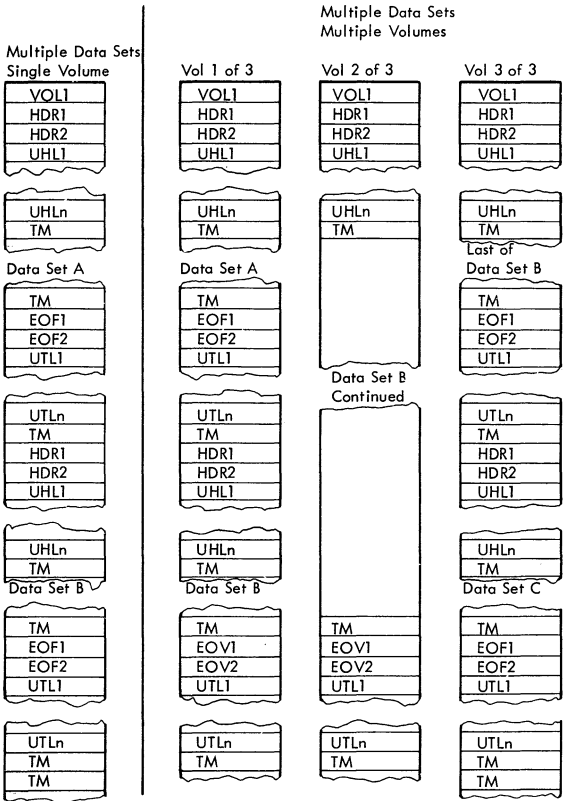 Multiple Data Sets
Single Volume
VOL1
HDR1
HDR2
UHL1
UHLn
TM
Data Set A
TM
EOF1
EOF2
UTL1
UTLn
TM
HDR1
HDR2
UHL1
UHLn
TM
Data Set B
TM
EOF1
EOF2
UTL1
UTLn
TM
TM
Multiple Data Sets
Multiple Volumes
Vol 1 of 3
VOL1
HDR1
HDR2
UHL1
UHLn
TM
Data Set A
TM
EOF1
EOF2
UTL1
UTLn
TM
HDR1
HDR2
UHL1
UHLn
TM
Data Set B
TM
EOV1
EOV2
UTL1
UTLn
TM
Vol 2 of 3
VOL1
HDR1
HDR2
UHL1
UHLn
TM
Data Set B
Continued
TM
EOV1
EOV2
UTL1
UTLn
TM
Vol 3 of 3
VOL1
HDR1
HDR2
UHL1
UHLn
TM
Last of
Data Set B
TM
EOF1
EOF2
UTL1
UTLn
TM
HDR1
HDR2
UHL1
UHLn
TM
Data Set C
TM
EOF1
EOF2
UTL1
UTLn
TM
TM